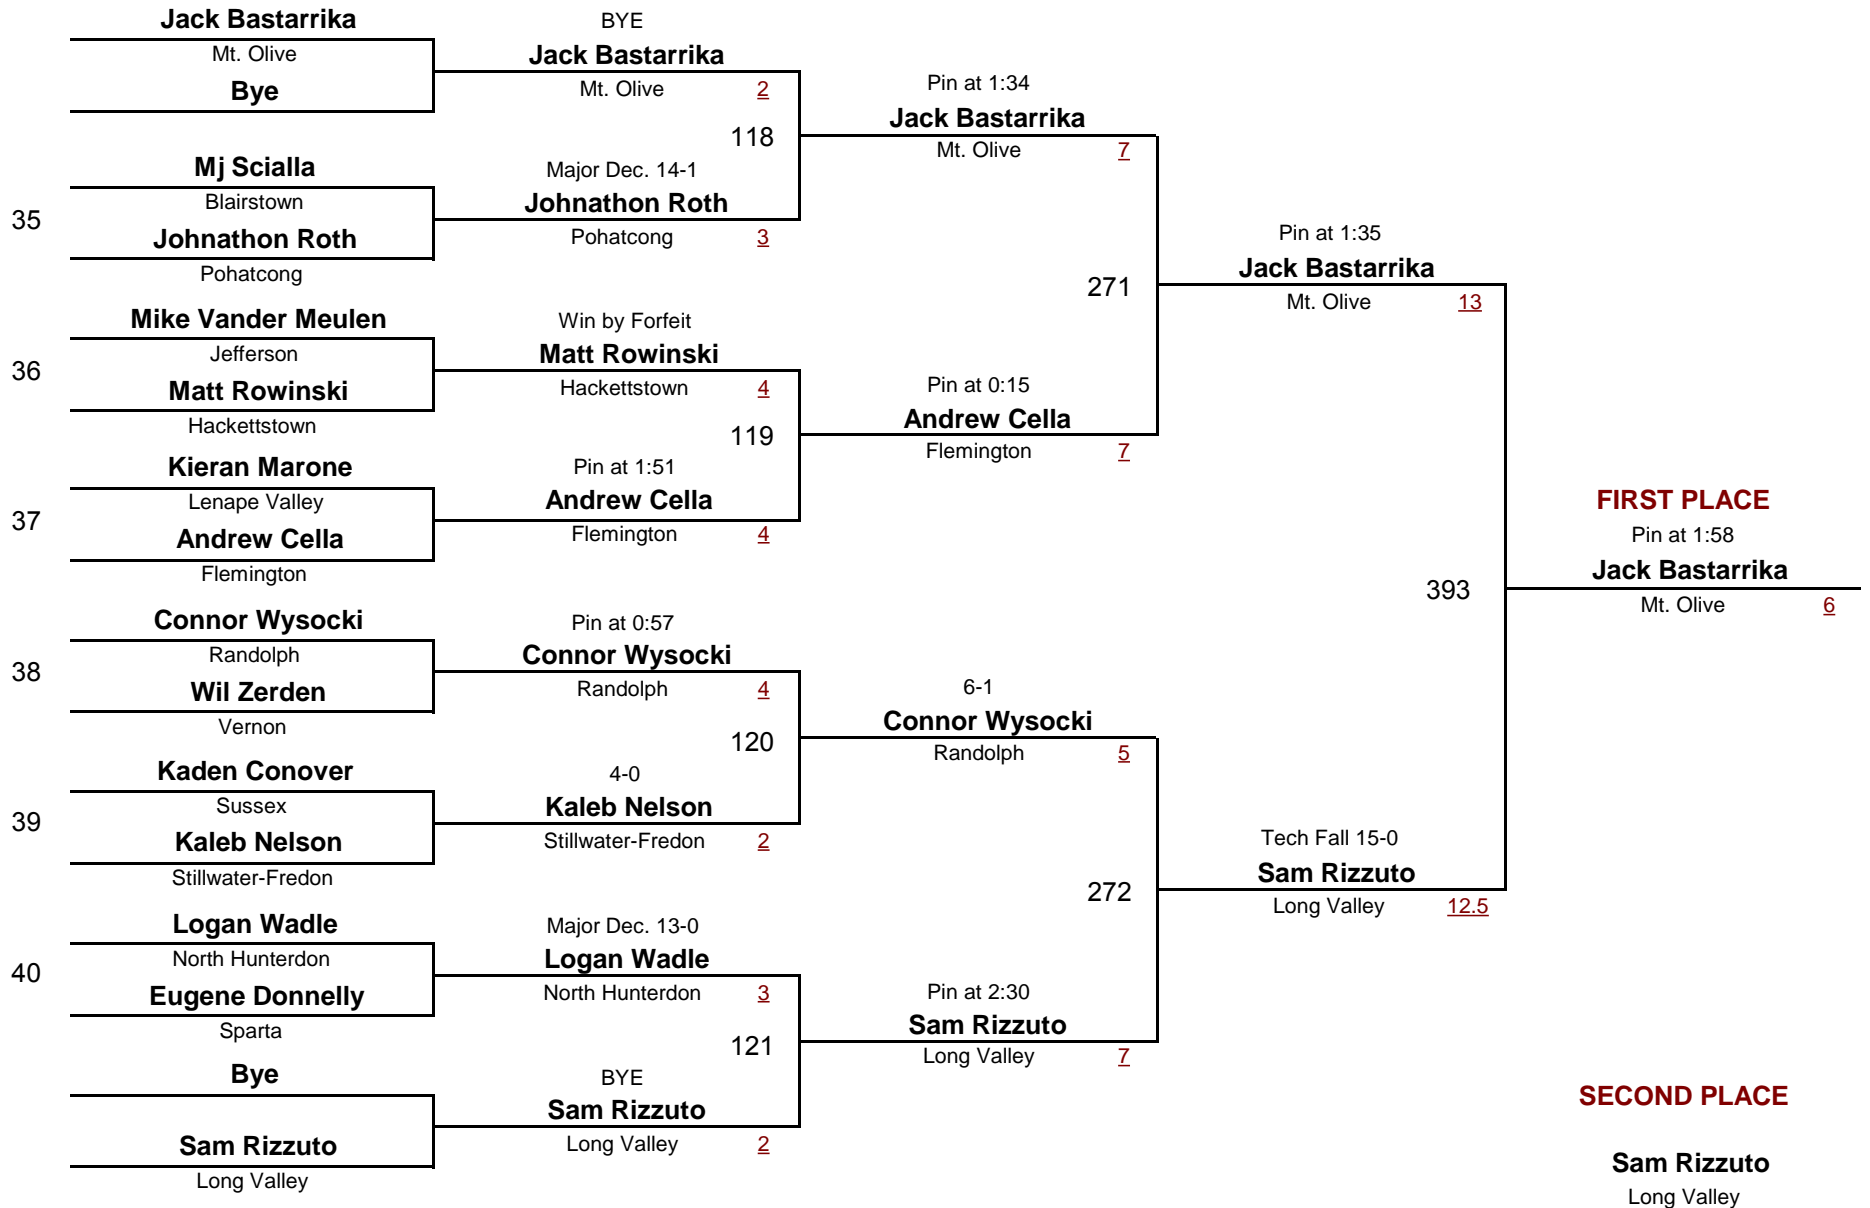 Jack Bastarrika
Mt. Olive
Bye
35
Mj Scialla
Blairstown
Johnathon Roth
Pohatcong
36
Mike Vander Meulen
Jefferson
Matt Rowinski
Hackettstown
37
Kieran Marone
Lenape Valley
Andrew Cella
Flemington
38
Connor Wysocki
Randolph
Wil Zerden
Vernon
39
Kaden Conover
Sussex
Kaleb Nelson
Stillwater-Fredon
40
Logan Wadle
North Hunterdon
Eugene Donnelly
Sparta
Bye
Sam Rizzuto
Long Valley
BYE
Jack Bastarrika
Mt. Olive 2
118
Major Dec. 14-1
Johnathon Roth
Pohatcong 3
Win by Forfeit
Matt Rowinski
Hackettstown 4
119
Pin at 1:51
Andrew Cella
Flemington 4
Pin at 0:57
Connor Wysocki
Randolph 4
120
4-0
Kaleb Nelson
Stillwater-Fredon 2
Major Dec. 13-0
Logan Wadle
North Hunterdon 3
121
BYE
Sam Rizzuto
Long Valley 2
Pin at 1:34
Jack Bastarrika
Mt. Olive 7
271
Pin at 0:15
Andrew Cella
Flemington 7
6-1
Connor Wysocki
Randolph 5
272
Pin at 2:30
Sam Rizzuto
Long Valley 7
Pin at 1:35
Jack Bastarrika
Mt. Olive 13
393
Tech Fall 15-0
Sam Rizzuto
Long Valley 12.5
FIRST PLACE
Pin at 1:58
Jack Bastarrika
Mt. Olive 6
SECOND PLACE
Sam Rizzuto
Long Valley